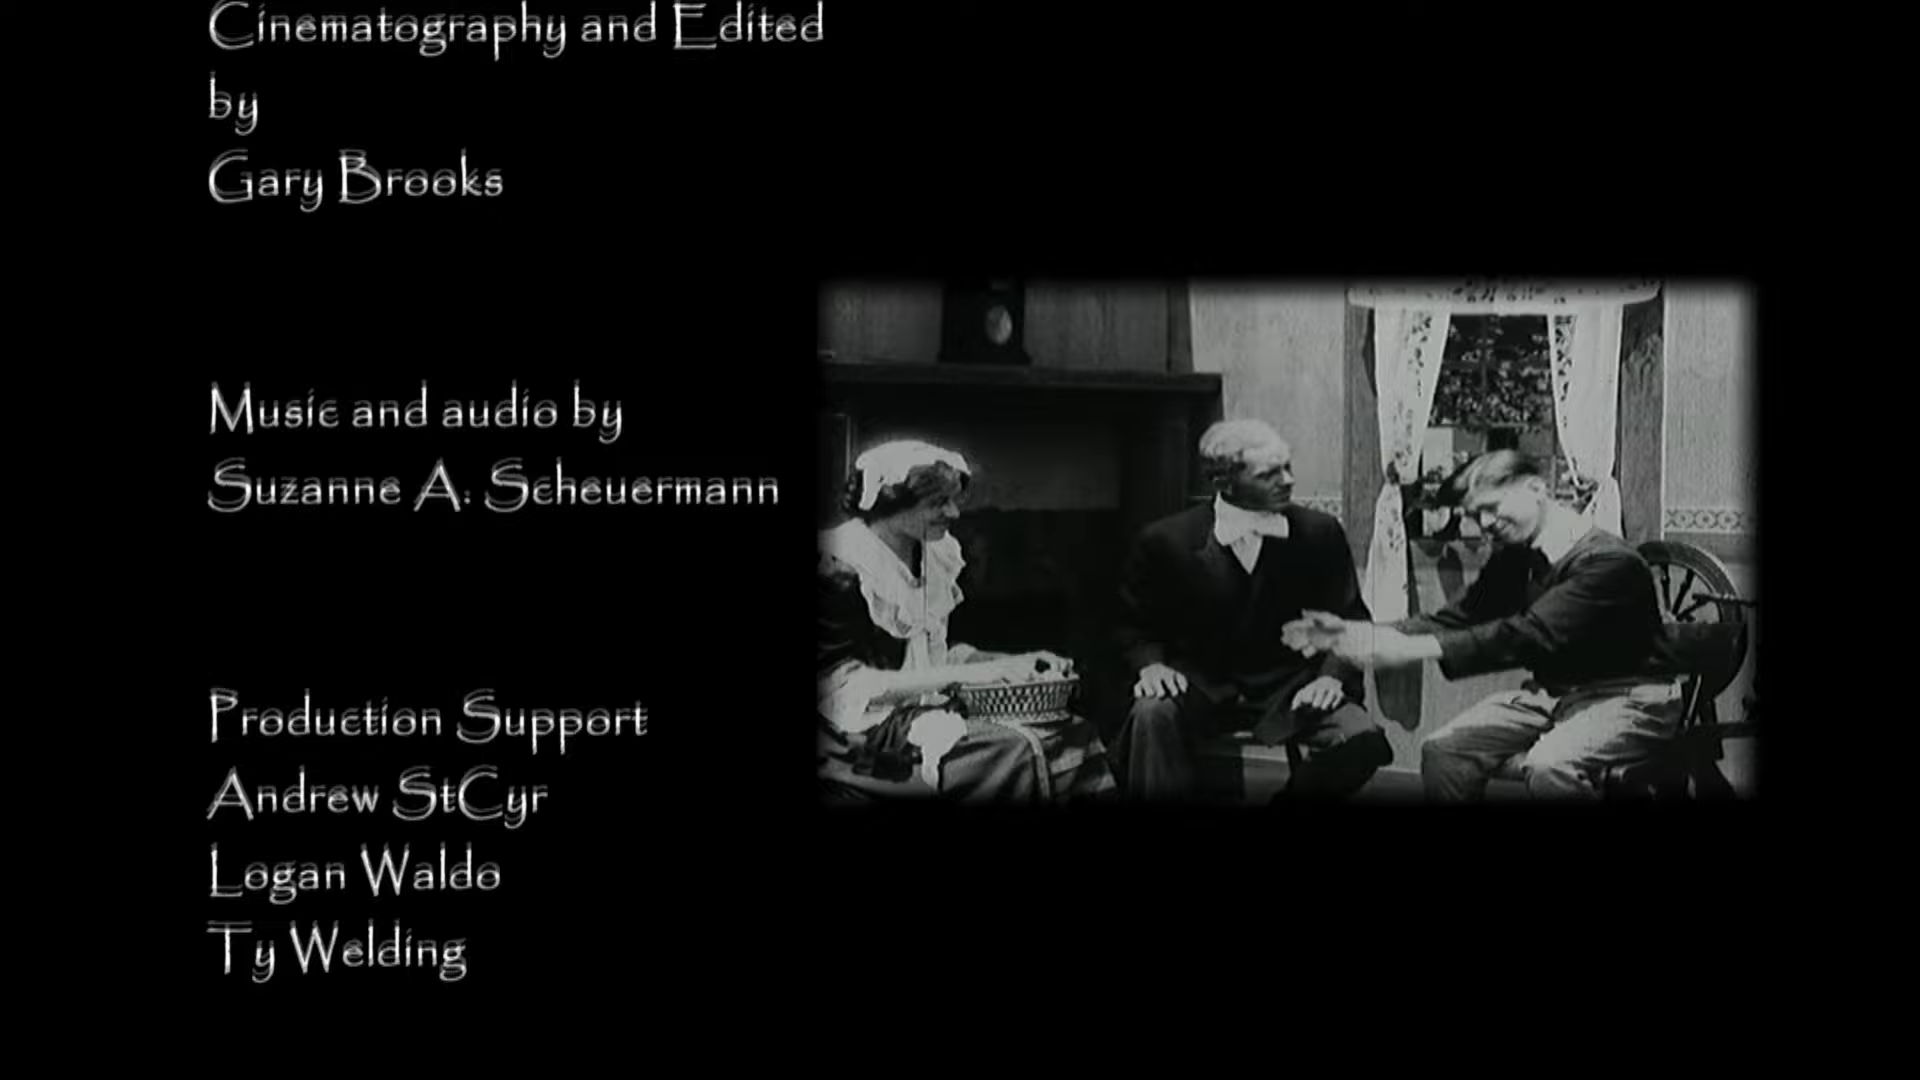 Cinematography and Edited
by
Gary Brooks
Music and audio by
Suzanne A. Scheuermann
Production Support
Andrew StCyr
Logan Waldo
Ty Welding